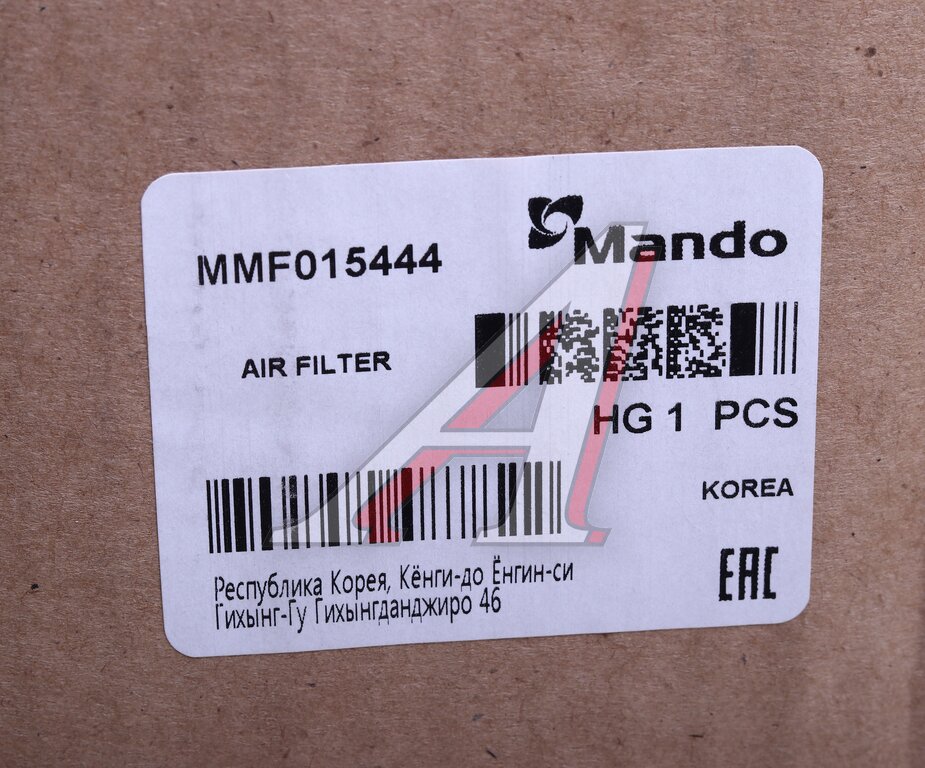 Mando
MMF015444
AIR FILTER
HG 1 PCS
KOREA
Республика Корея, Кёнги-до Ёнгин-си
Гихынг-Гу Гихынгданджиро 46
EAC